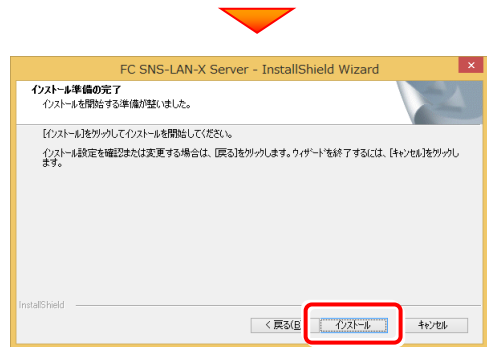 FC SNS-LAN-X Server - InstallShield Wizard
インストール準備の完了
インストールを開始する準備が整いました。
[インストール]をクリックしてインストールを開始してください。
インストール設定を確認または変更する場合は、[戻る]をクリックします。ウィザードを終了するには、[キャンセル]をクリックし
ます。
InstallShield
< 戻る(B
インストール
キャンセル